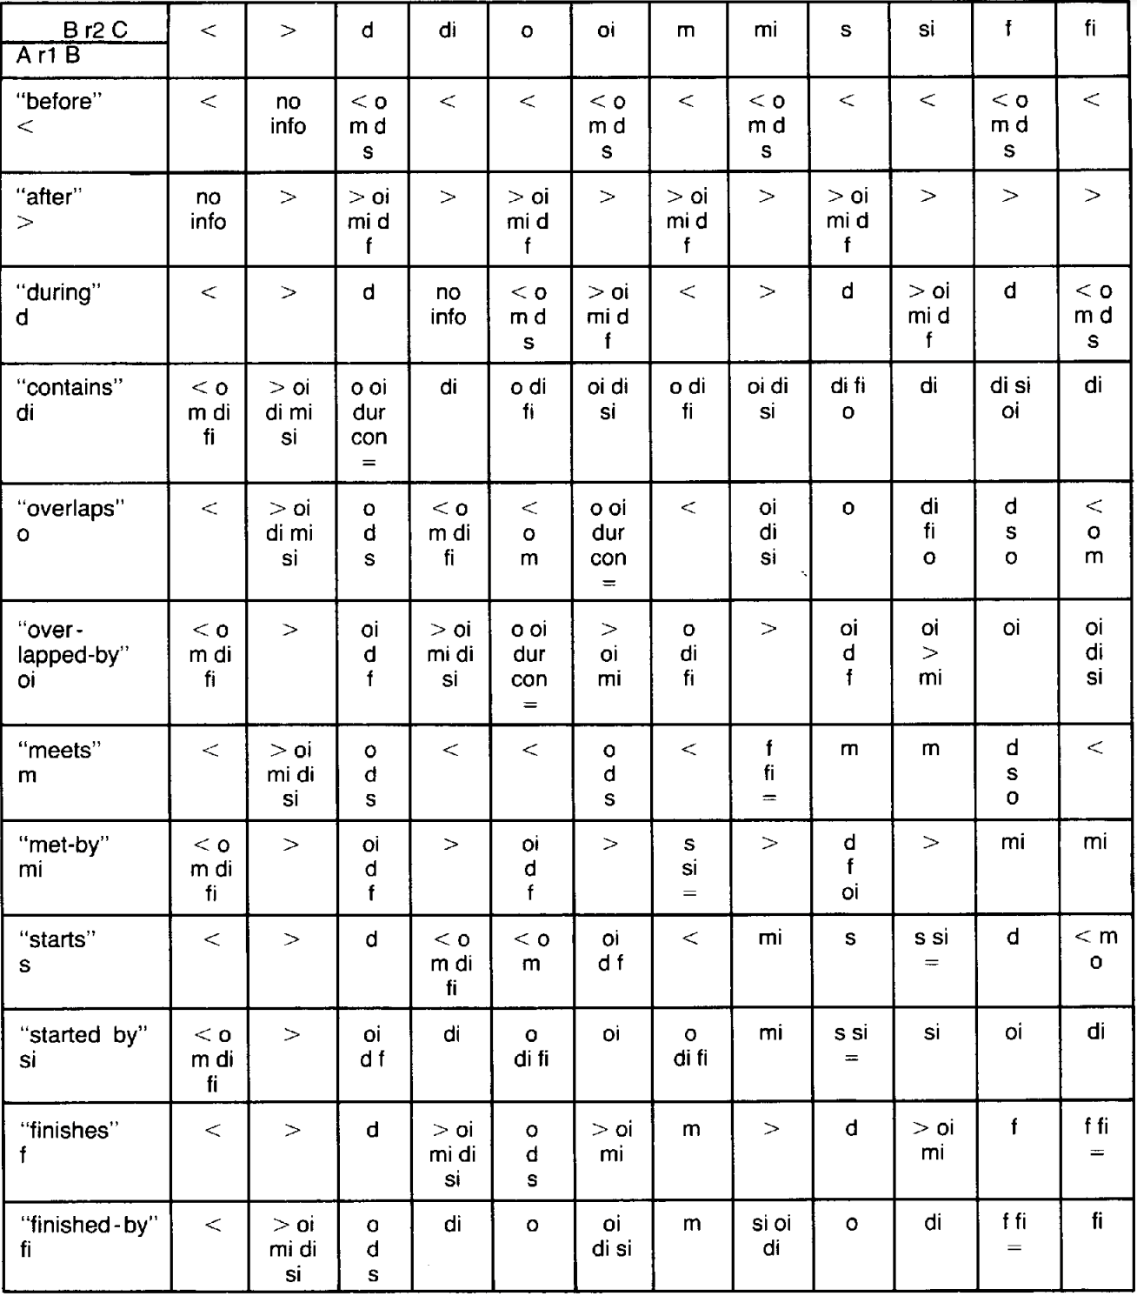 B r2 C < > d di o oi m mi s si f fi
A r1 B
"before" < no < o < < < o < < o < < < o <
< info m d m d m d m d
s s s s
"after" no > > oi > > oi > > oi > > oi > > >
> info mi d mi d mi d mi d
f f f f
"during" < > d no < o > oi < > d > oi d < o
d info m d mi d mi d m d
s f f s
"contains" < o > oi o oi di o di oi di o di oi di di fi di di si di
di m di di mi dur fi si fi si o oi
fi si con
=
"overlaps" < > oi o < o < o oi < oi o di d <
o di mi d m di o dur di fi s o
si s fi m con si o o m
=
"over- < o > oi > oi o oi > o > oi oi oi oi
lapped-by" m di d mi di dur oi di d > di
oi fi f si con mi fi f mi si
=
"meets" < > oi o < < o < f m m d <
m mi di d d fi s
si s s = o
"met-by" < o > oi > oi > s > d > mi mi
mi m di d d si f
fi f f = oi
"starts" < > d < o < o oi < mi s s si d < m
s m di m d f = o
fi
"started by" < o > oi di o oi o mi s si si oi di
si m di d f di fi di fi =
fi
"finishes" < > d > oi o > oi m > d > oi f f fi
f mi di d mi mi =
si s
"finished-by" < > oi o di o oi m si oi o di f fi fi
fi mi di d di si di =
si s